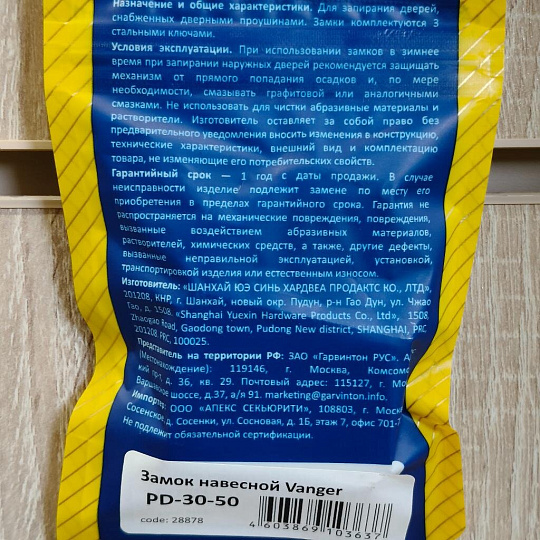 Назначение и общие характеристики. Для запирания дверей,
снабженных дверными проушинами. Замки комплектуются 3
стальными ключами.
Условия эксплуатации. При использовании замков в зимнее
время при запирании наружных дверей рекомендуется защищать
механизм от прямого попадания осадков и, по мере
необходимости, смазывать графитовой или аналогичными
смазками. Не использовать для чистки абразивные материалы и
растворители. Изготовитель оставляет за собой право без
предварительного уведомления вносить изменения в конструкцию,
технические характеристики, внешний вид и комплектацию
товара, не изменяющие его потребительских свойств.
Гарантийный срок — 1 год с даты продажи. В случае
неисправности изделие подлежит замене по месту его
приобретения в пределах гарантийного срока. Гарантия не
распространяется на механические повреждения, повреждения,
вызванные воздействием абразивных материалов,
растворителей, химических средств, а также, другие дефекты,
вызванные неправильной эксплуатацией, установкой,
транспортировкой изделия или естественным износом.
Изготовитель: «ШАНХАЙ ЮЭ СИНЬ ХАРДВЕА ПРОДАКТС КО., ЛТД»,
201208, КНР, г. Шанхай, новый окр. Пудун, р-н Гао Дун, ул. Чжао
Гао, д. 1508. «Shanghai Yuexin Hardware Products Co., Ltd», 1508,
Zhaogao Road, Gaodong town, Pudong New district, SHANGHAI, PRC
201208 PRC, 100025.
Представитель на территории РФ: ЗАО «Гарвинтон РУС». А
(Местонахождение): 119146, г. Москва, Комсомо
кий пр-т, д. 36, кв. 29. Почтовый адрес: 115127, г. М
Варшавское шоссе, д.37, а/я 91. marketing@garvinton.info.
Импортер: ООО «АПЕКС СЕКЬЮРИТИ», 108803, г. Моск
Сосенское, д. Сосенки, ул. Сосновая, д. 1Б, этаж 7, офис 701-7
Не подлежит обязательной сертификации.
Замок навесной Vanger
PD-30-50
code: 28878
4603869103637